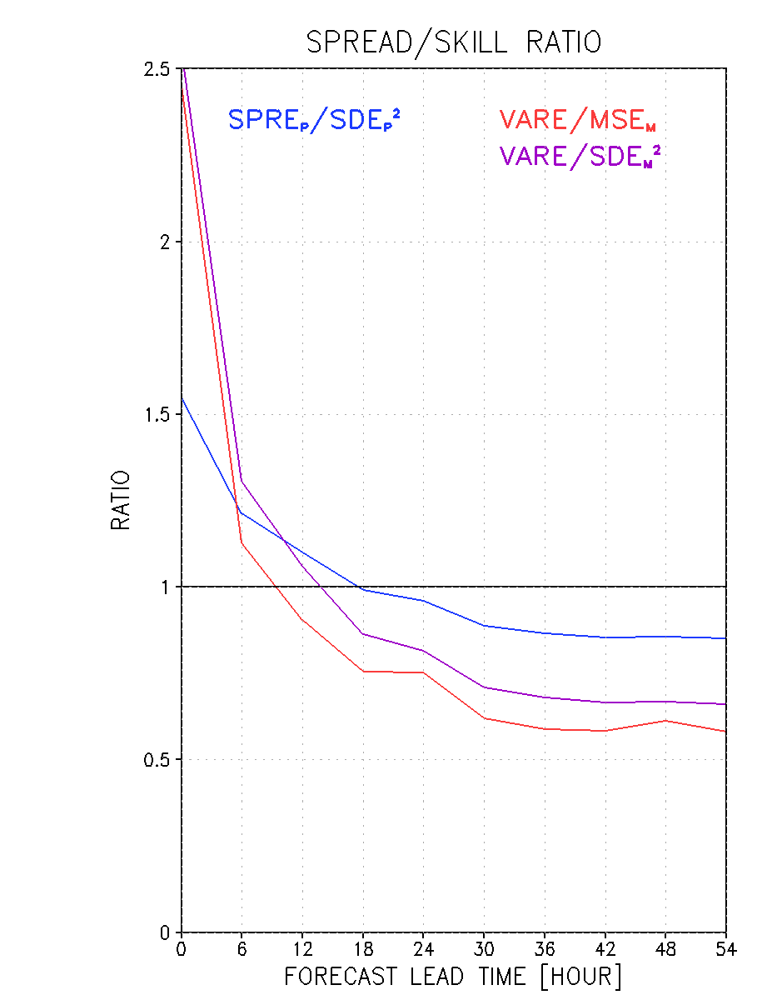 SPREAD/SKILL RATIO
2.5
SPREP/SDEP² VARE/MSEM
VARE/SDEM²
2
1.5
RATIO
1
0.5
0
0 6 12 18 24 30 36 42 48 54
FORECAST LEAD TIME [HOUR]